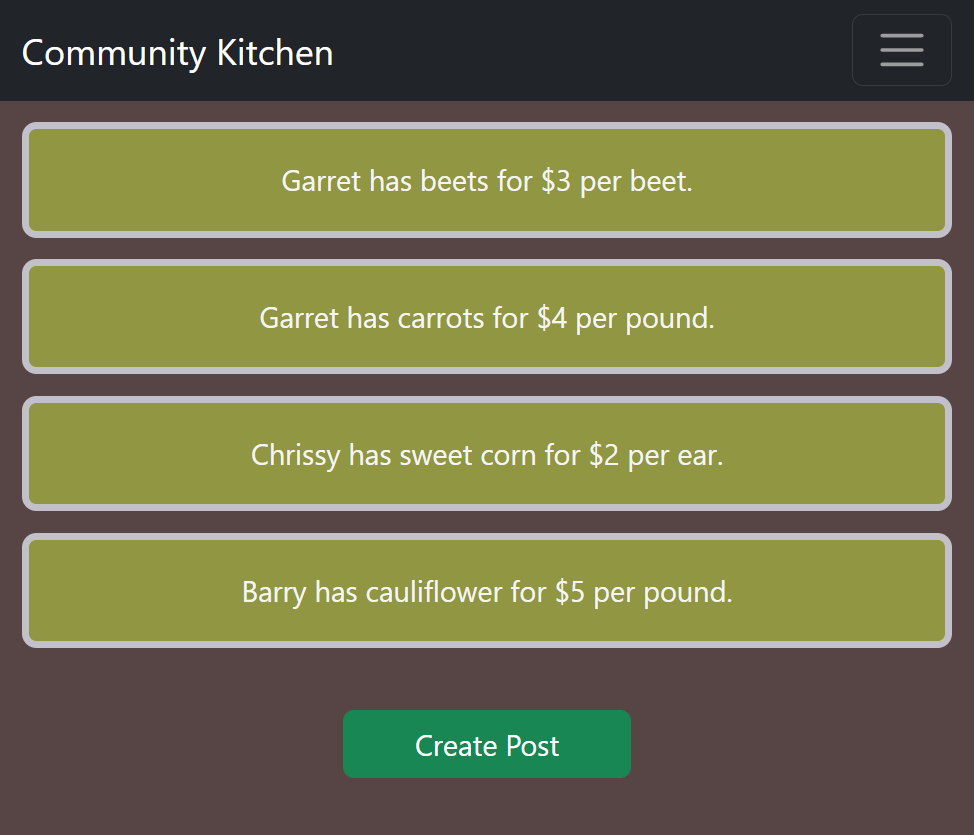 Community Kitchen
Garret has beets for $3 per beet.
Garret has carrots for $4 per pound.
Chrissy has sweet corn for $2 per ear.
Barry has cauliflower for $5 per pound.
Create Post